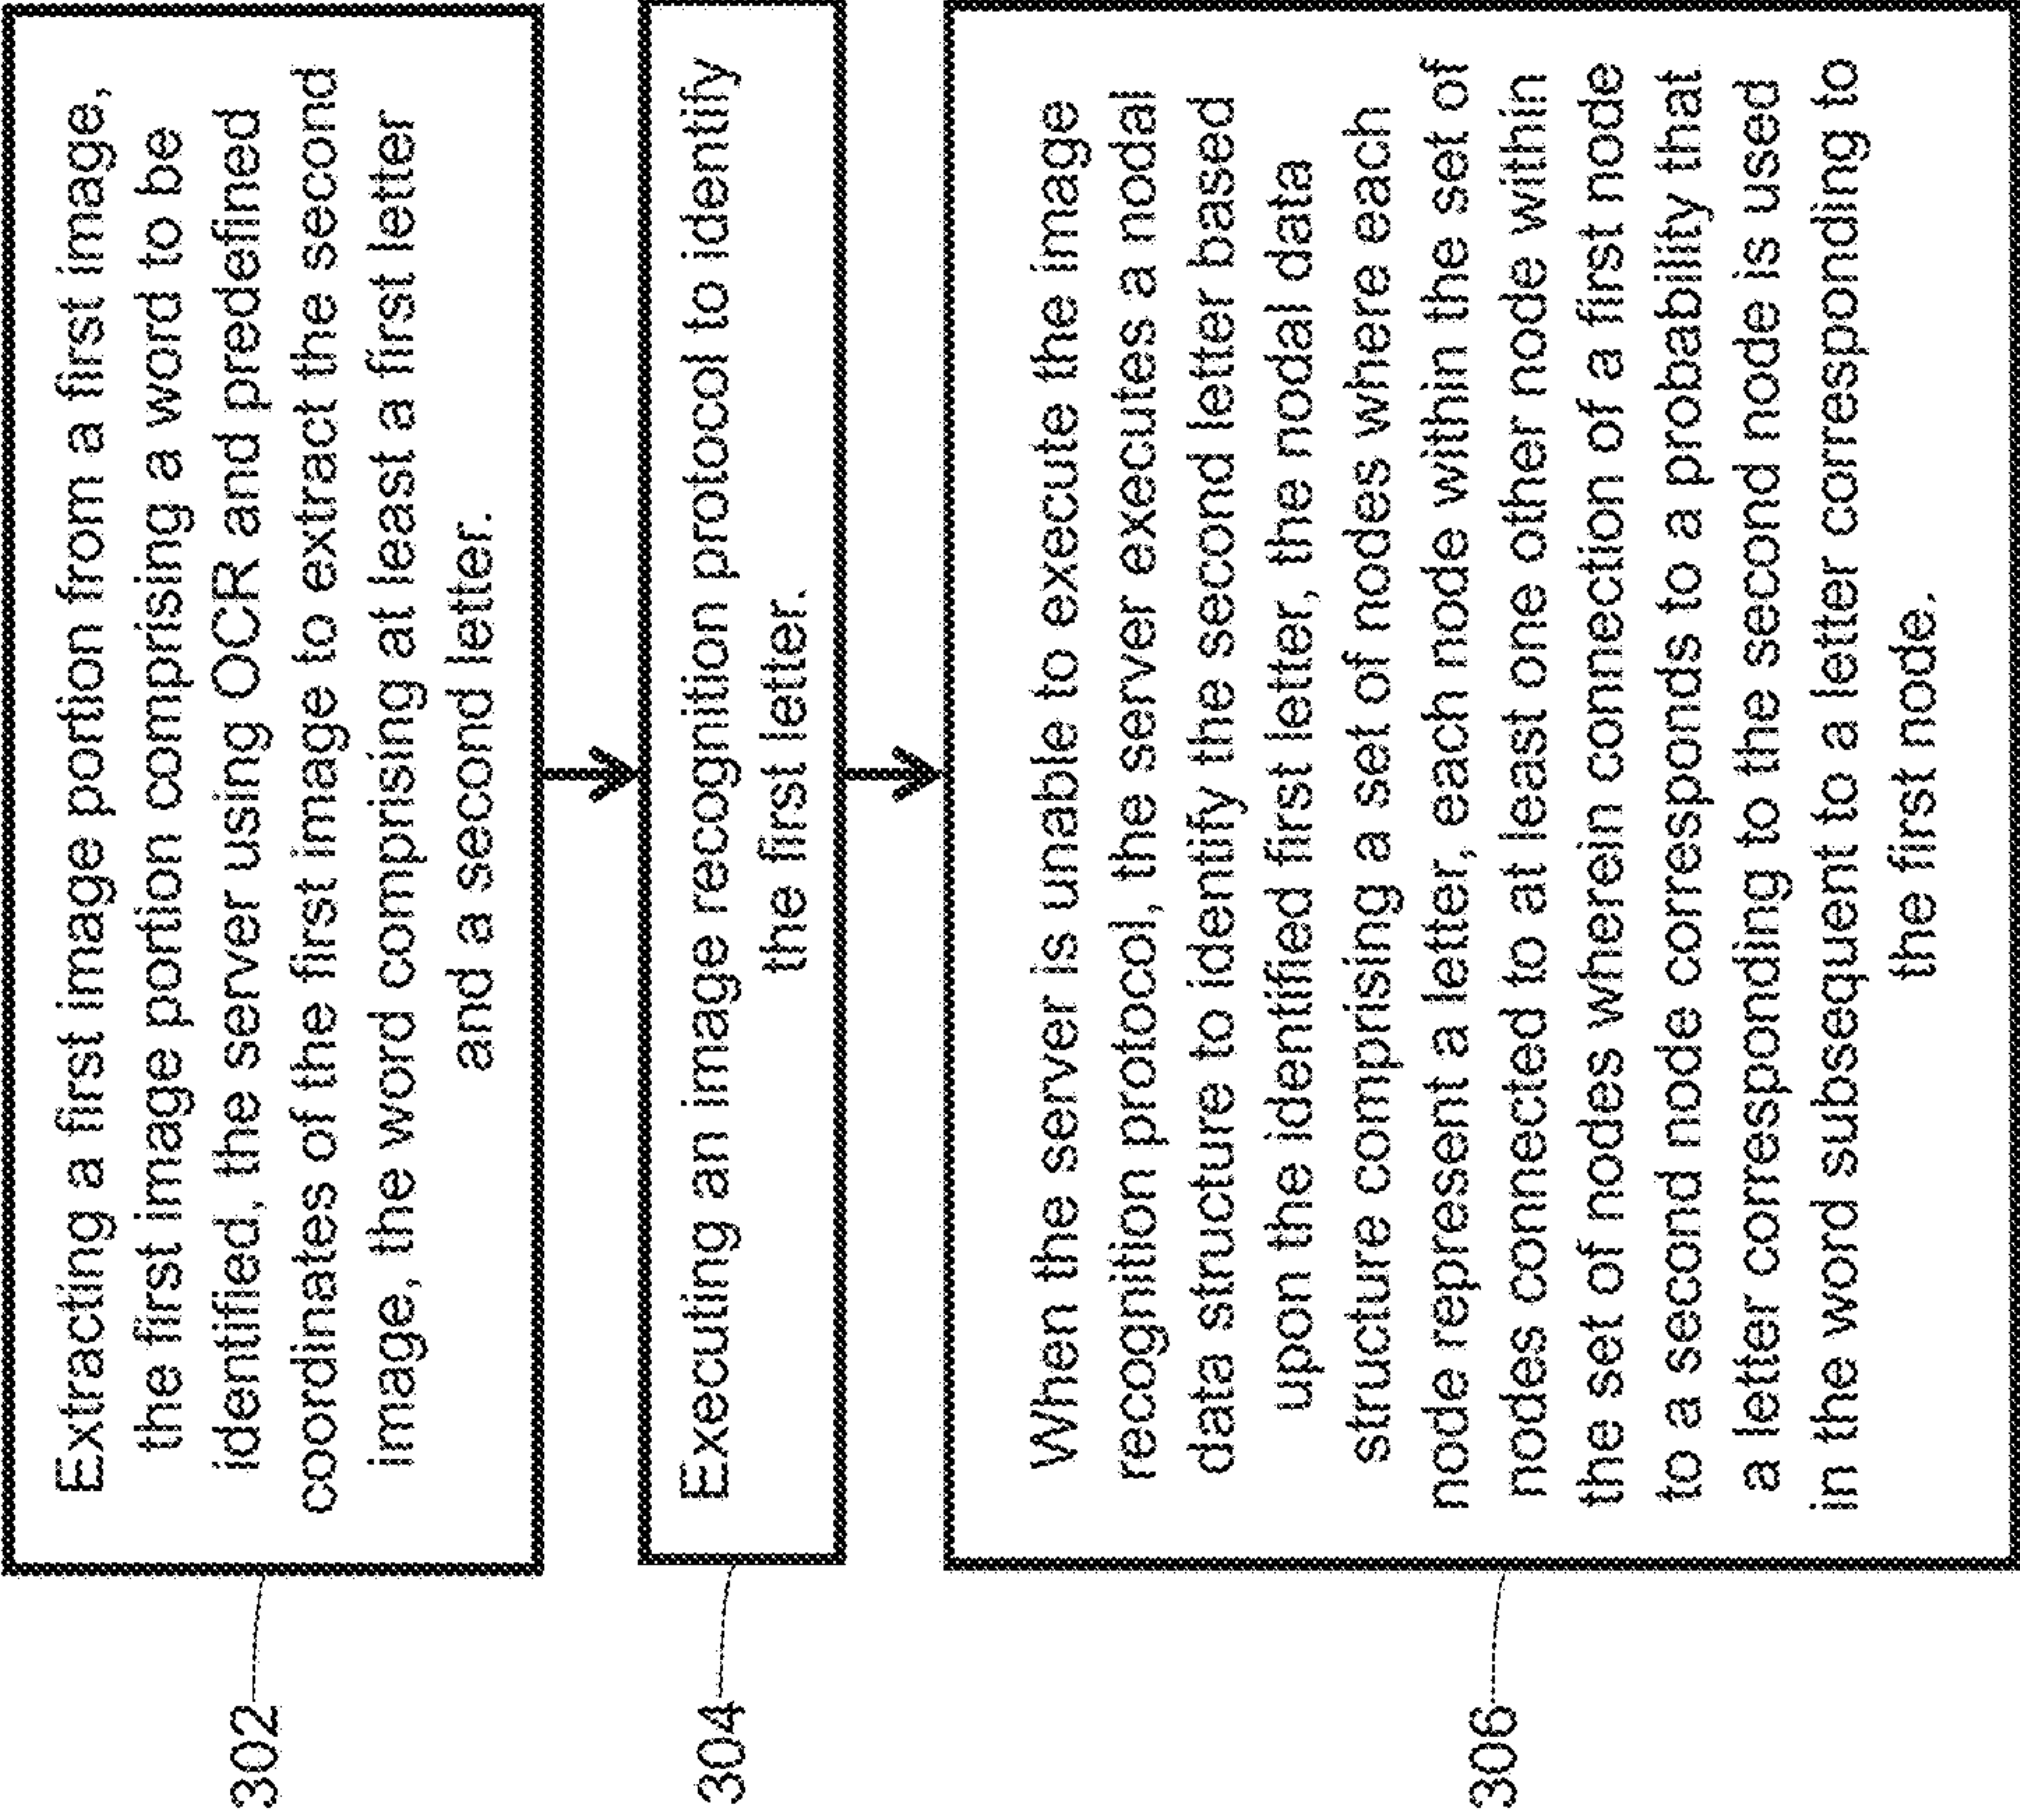 302
Extracting a first image portion from a first image,
the first image portion comprising a word to be
identified, the server using OCR and predefined
coordinates of the first image to extract the second
image, the word comprising at least a first letter
and a second letter.
304
Executing an image recognition protocol to identify
the first letter.
306
When the server is unable to execute the image
recognition protocol, the server executes a nodal
data structure to identify the second letter based
upon the identified first letter, the nodal data
structure comprising a set of nodes where each
node represent a letter, each node within the set of
nodes connected to at least one other node within
the set of nodes wherein connection of a first node
to a second node corresponds to a probability that
a letter corresponding to the second node is used
in the word subsequent to a letter corresponding to
the first node,